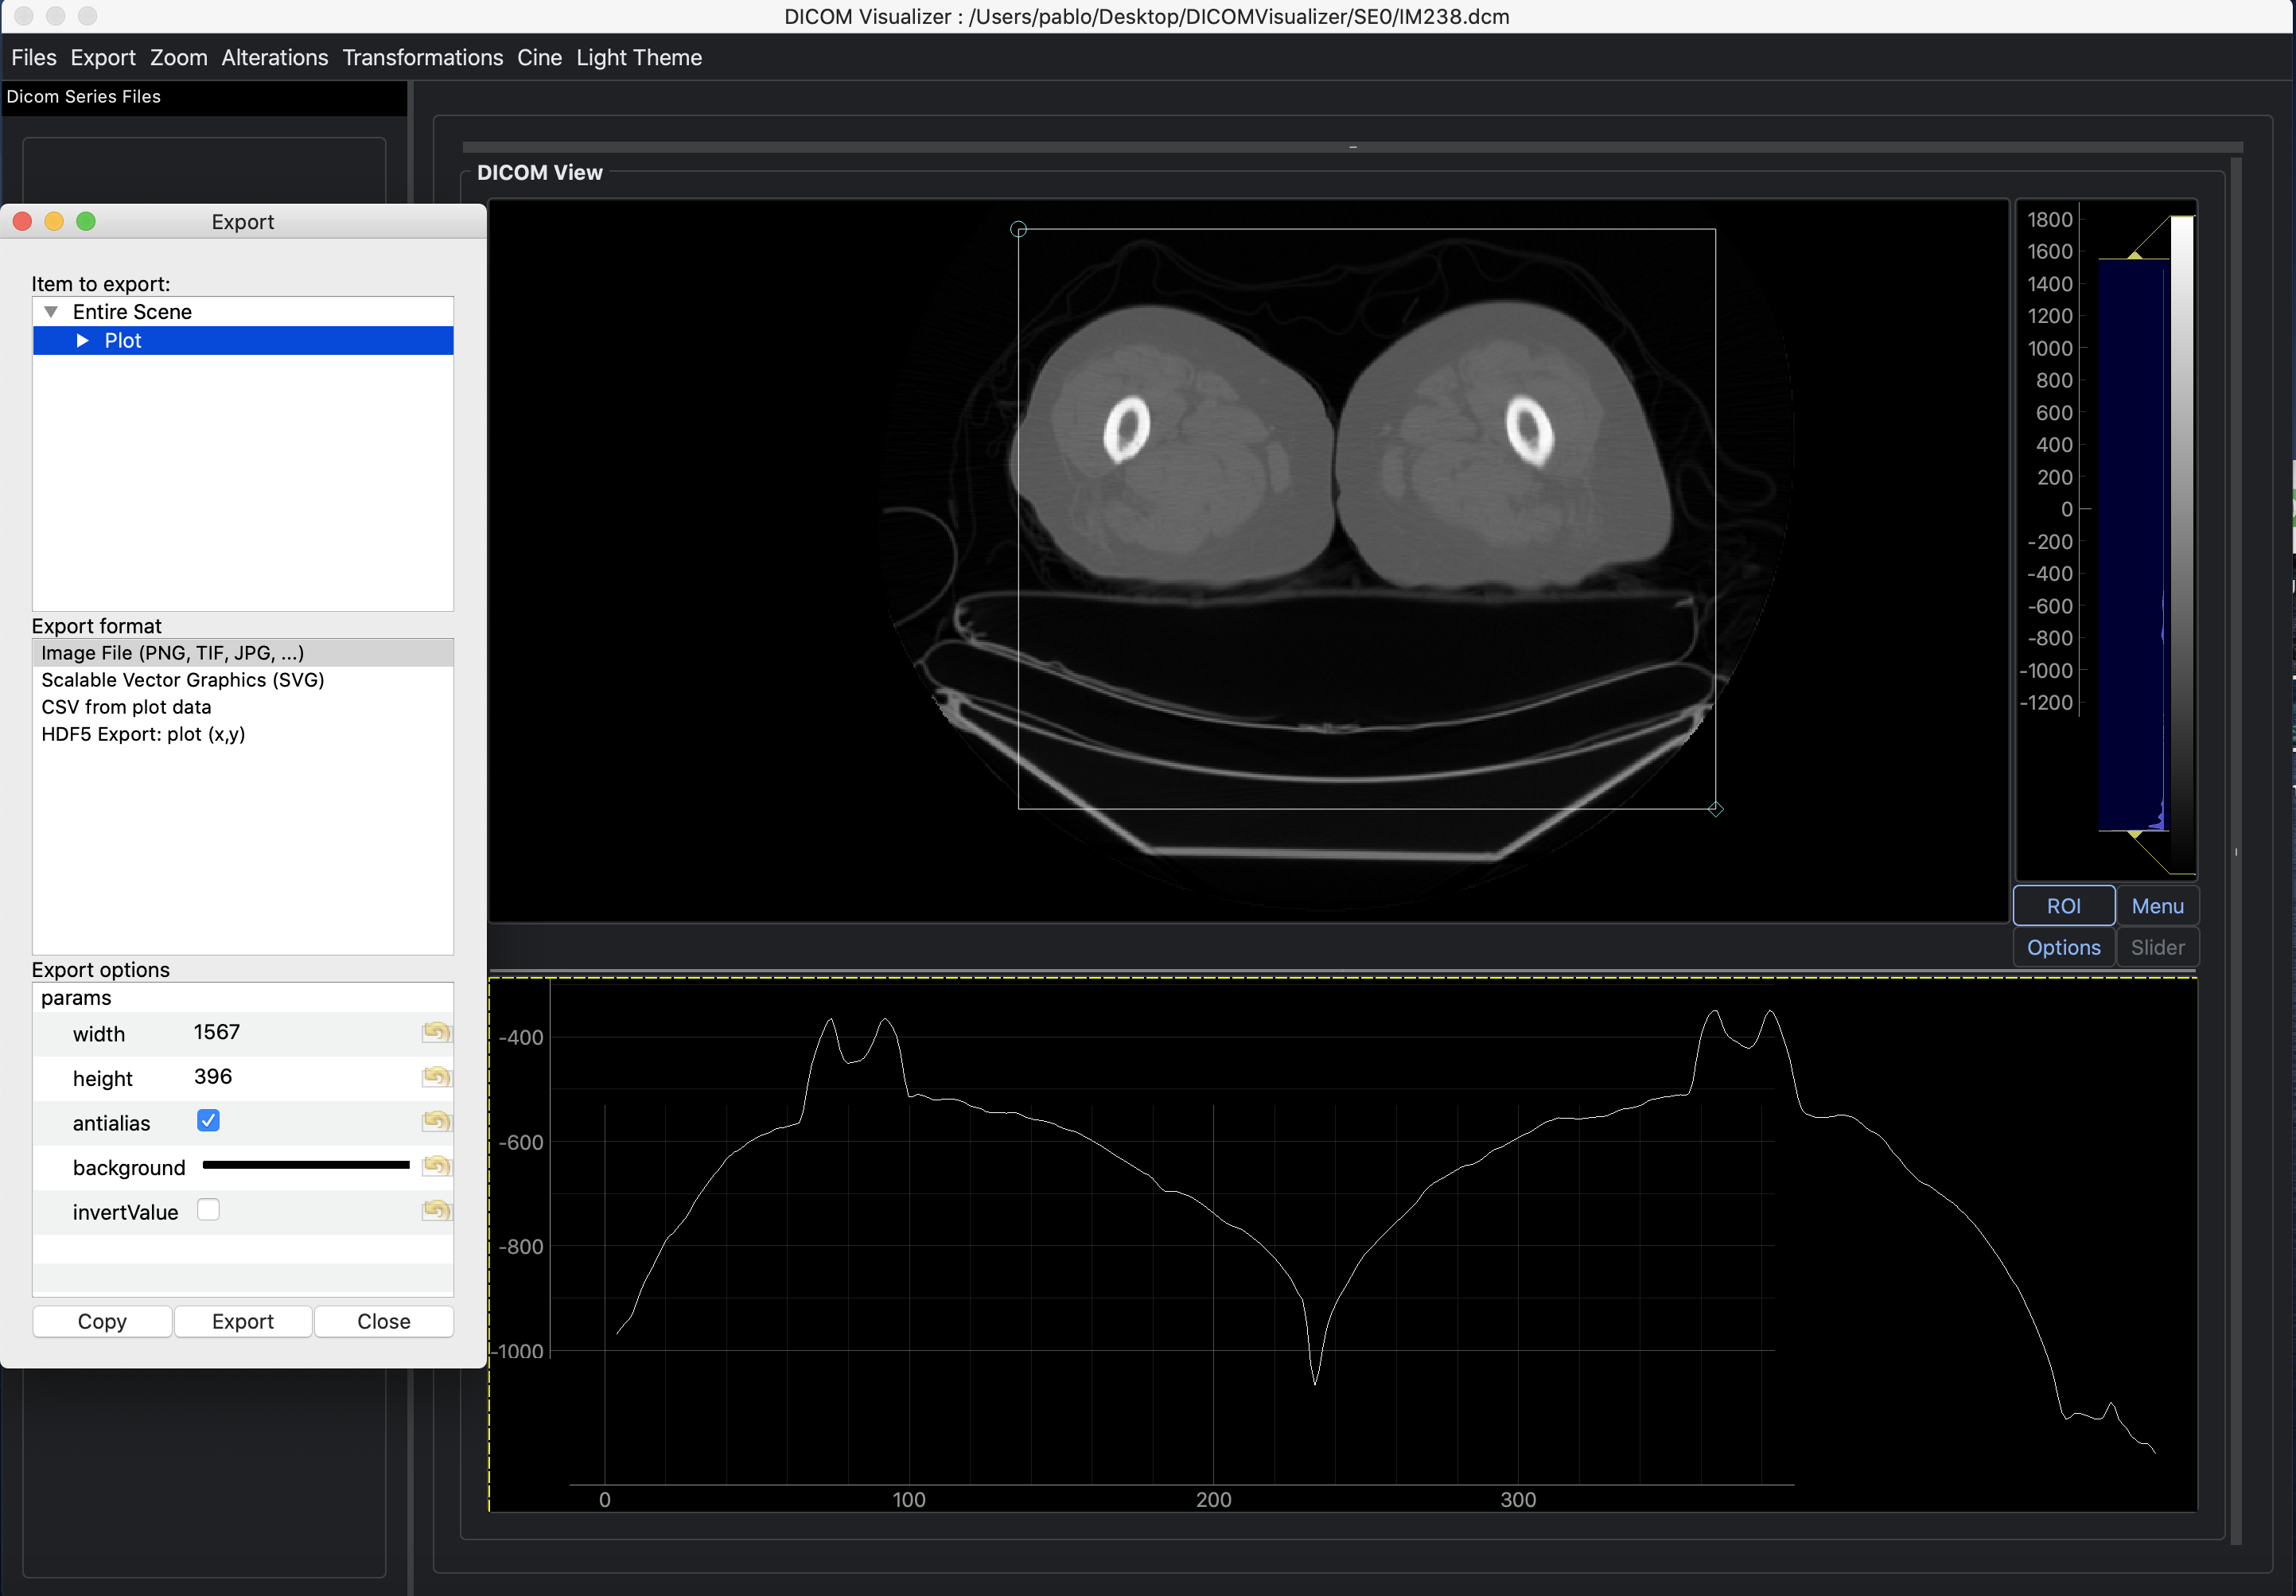 DICOM Visualizer : /Users/pablo/Desktop/DICOMVisualizer/SE0/IM238.dcm
Files Export Zoom Alterations Transformations Cine Light Theme
Dicom Series Files
DICOM View
Export
Item to export:
Entire Scene
Plot
Export format
Image File (PNG, TIF, JPG, ...)
Scalable Vector Graphics (SVG)
CSV from plot data
HDF5 Export: plot (x,y)
Export options
params
width 1567
height 396
antialias
background
invertValue
Copy Export Close
1800
1600
1400
1200
1000
800
600
400
200
0
-200
-400
-600
-800
-1000
-1200
ROI Menu
Options Slider
-400
-600
-800
-1000
0 100 200 300